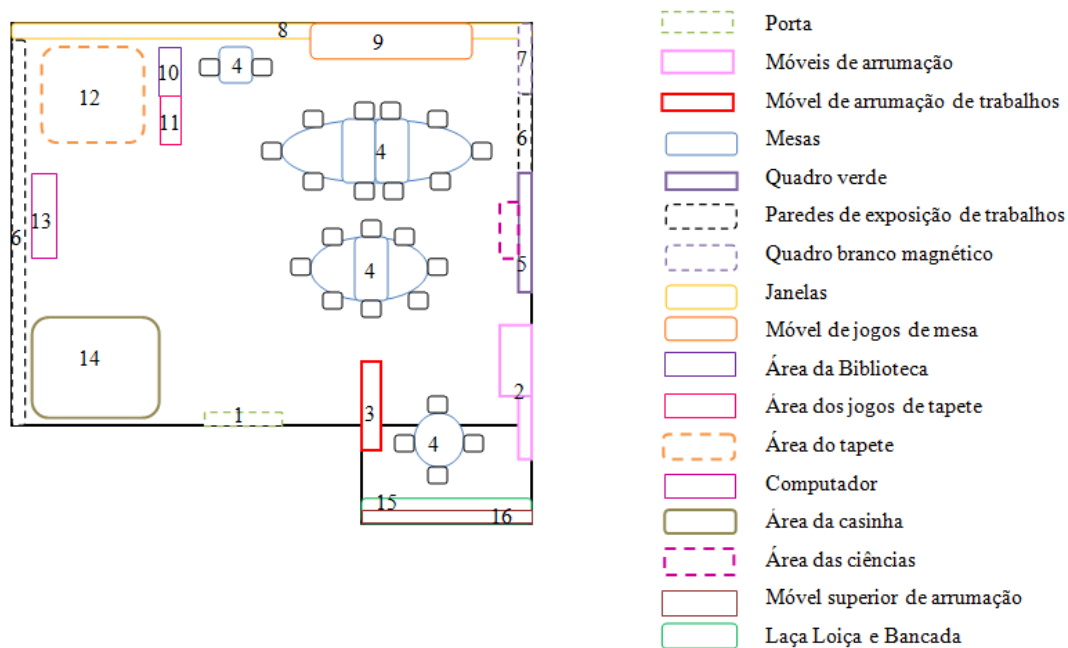 8
9
7
10
4
12
11
6
4
13
6
5
4
14
2
1
3
4
15
16
Porta
Móveis de arrumação
Móvel de arrumação de trabalhos
Mesas
Quadro verde
Paredes de exposição de trabalhos
Quadro branco magnético
Janelas
Móvel de jogos de mesa
Área da Biblioteca
Área dos jogos de tapete
Área do tapete
Computador
Área da casinha
Área das ciências
Móvel superior de arrumação
Laça Loiça e Bancada